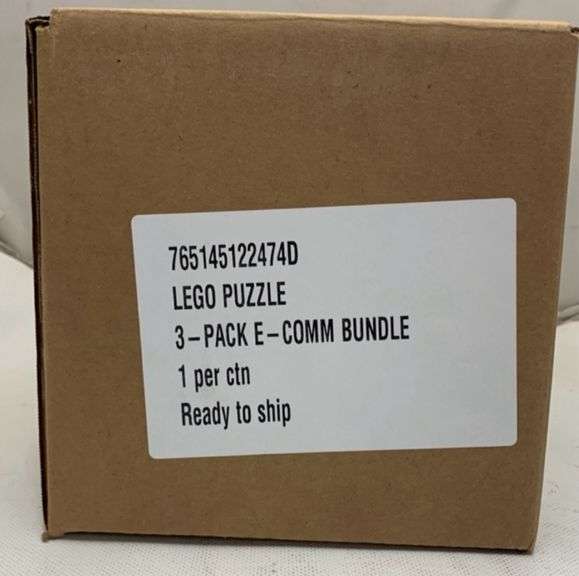 765145122474D
LEGO PUZZLE
3-PACK E-COMM BUNDLE
1 per ctn
Ready to ship